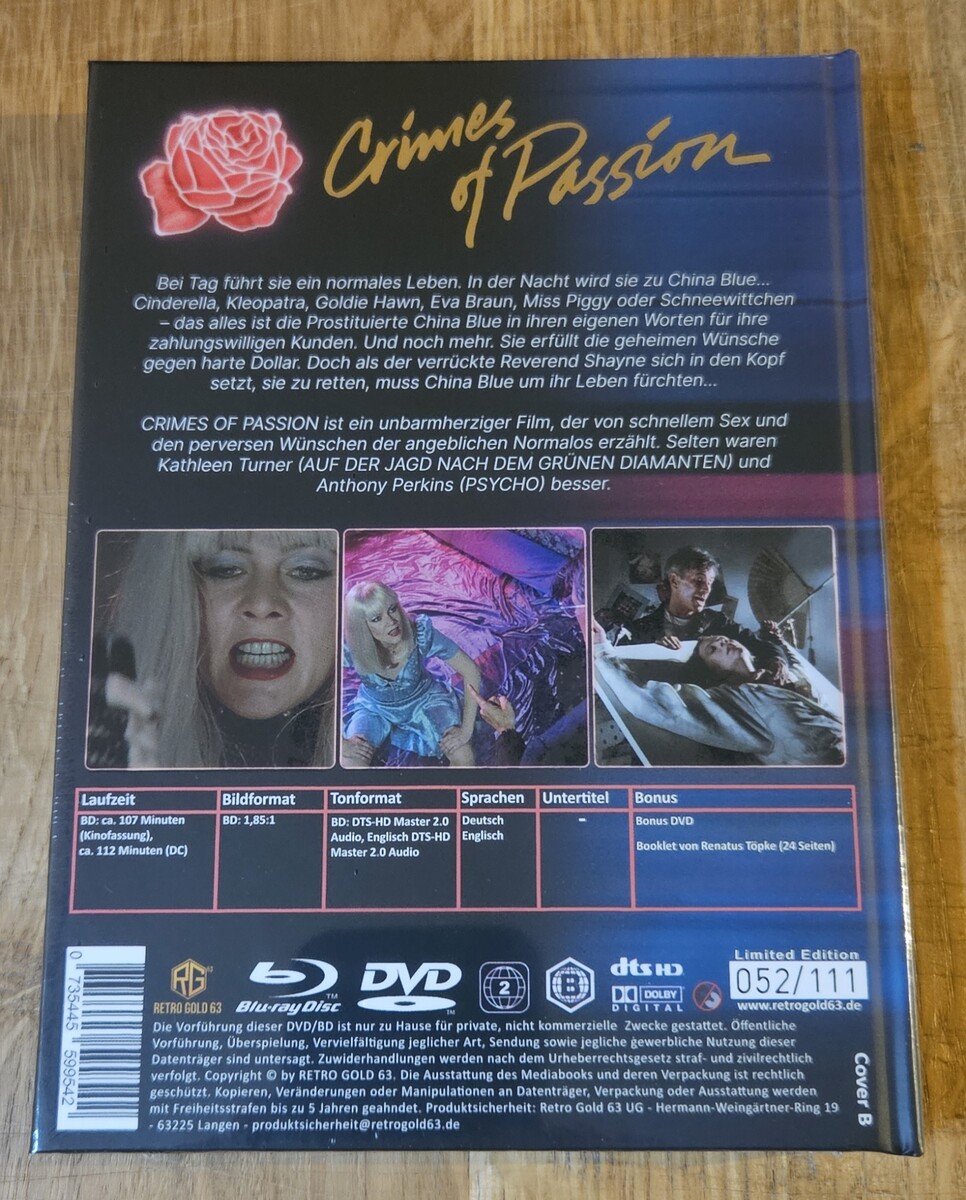 Crimes
of Passion
Bei Tag führt sie ein normales Leben. In der Nacht wird sie zu China Blue...
Cinderella, Kleopatra, Goldie Hawn, Eva Braun, Miss Piggy oder Schneewittchen
– das alles ist die Prostituierte China Blue in ihren eigenen Worten für ihre
zahlungswilligen Kunden. Und noch mehr. Sie erfüllt die geheimen Wünsche
gegen harte Dollar. Doch als der verrückte Reverend Shayne sich in den Kopf
setzt, sie zu retten, muss China Blue um ihr Leben fürchten...
CRIMES OF PASSION ist ein unbarmherziger Film, der von schnellem Sex und
den perversen Wünschen der angeblichen Normalos erzählt. Selten waren
Kathleen Turner (AUF DER JAGD NACH DEM GRÜNEN DIAMANTEN) und
Anthony Perkins (PSYCHO) besser.
Laufzeit
BD: ca. 107 Minuten
(Kinofassung),
ca. 112 Minuten (DC)
Bildformat
BD: 1,85:1
Tonformat
BD: DTS-HD Master 2.0
Audio, Englisch DTS-HD
Master 2.0 Audio
Sprachen
Deutsch
Englisch
Untertitel
-
Bonus
Bonus DVD
Booklet von Renatus Töpke (24 Seiten)
0 735445 599542
RG 63
RETRO GOLD 63
Blu-ray Disc™
DVD™
2
B
dts HD
DOLBY
DIGITAL
Limited Edition
052/111
www.retrogold63.de
Die Vorführung dieser DVD/BD ist nur zu Hause für private, nicht kommerzielle Zwecke gestattet. Öffentliche
Vorführung, Überspielung, Vervielfältigung jeglicher Art, Sendung sowie jegliche gewerbliche Nutzung dieser
Datenträger sind untersagt. Zuwiderhandlungen werden nach dem Urheberrechtsgesetz straf- und zivilrechtlich
verfolgt. Copyright © by RETRO GOLD 63. Die Ausstattung des Mediabooks und deren Verpackung ist rechtlich
geschützt. Kopieren, Veränderungen oder Manipulationen an Datenträger, Verpackung oder Ausstattung werden
mit Freiheitsstrafen bis zu 5 Jahren geahndet. Produktsicherheit: Retro Gold 63 UG - Hermann-Weingärtner-Ring 19
- 63225 Langen - produktsicherheit@retrogold63.de
Cover B